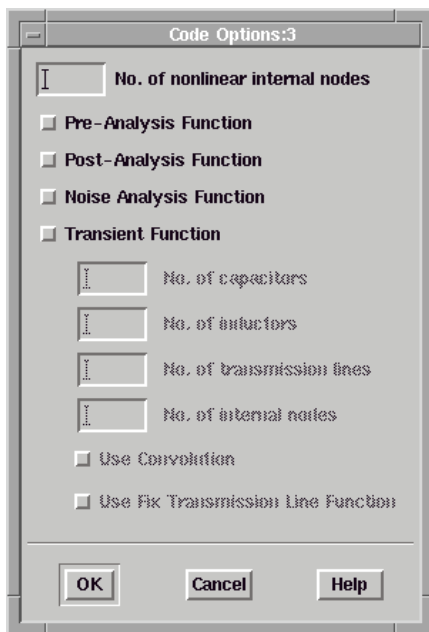 Code Options:3
No. of nonlinear internal nodes
Pre-Analysis Function
Post-Analysis Function
Noise Analysis Function
Transient Function
No. of capacitors
No. of inductors
No. of transmission lines
No. of internal nodes
Use Convolution
Use Fix Transmission Line Function
OK Cancel Help